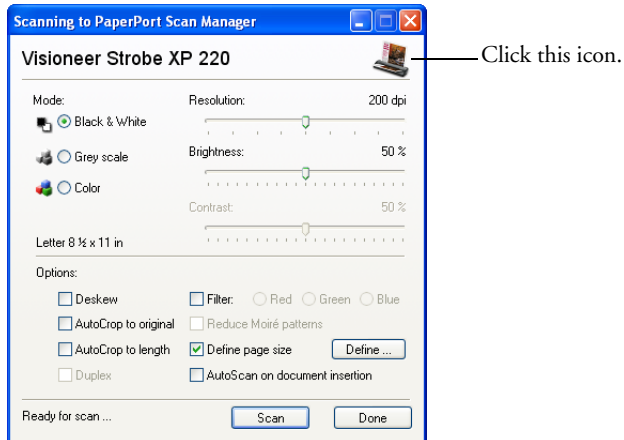 Scanning to PaperPort Scan Manager
Visioneer Strobe XP 220
Click this icon.
Mode:
Black & White
Grey scale
Color
Letter 8 ½ x 11 in
Resolution: 200 dpi
Brightness: 50 %
Contrast: 50 %
Options:
Deskew
Filter: Red Green Blue
AutoCrop to original
Reduce Moiré patterns
AutoCrop to length
Define page size
Define ...
Duplex
AutoScan on document insertion
Ready for scan ...
Scan
Done